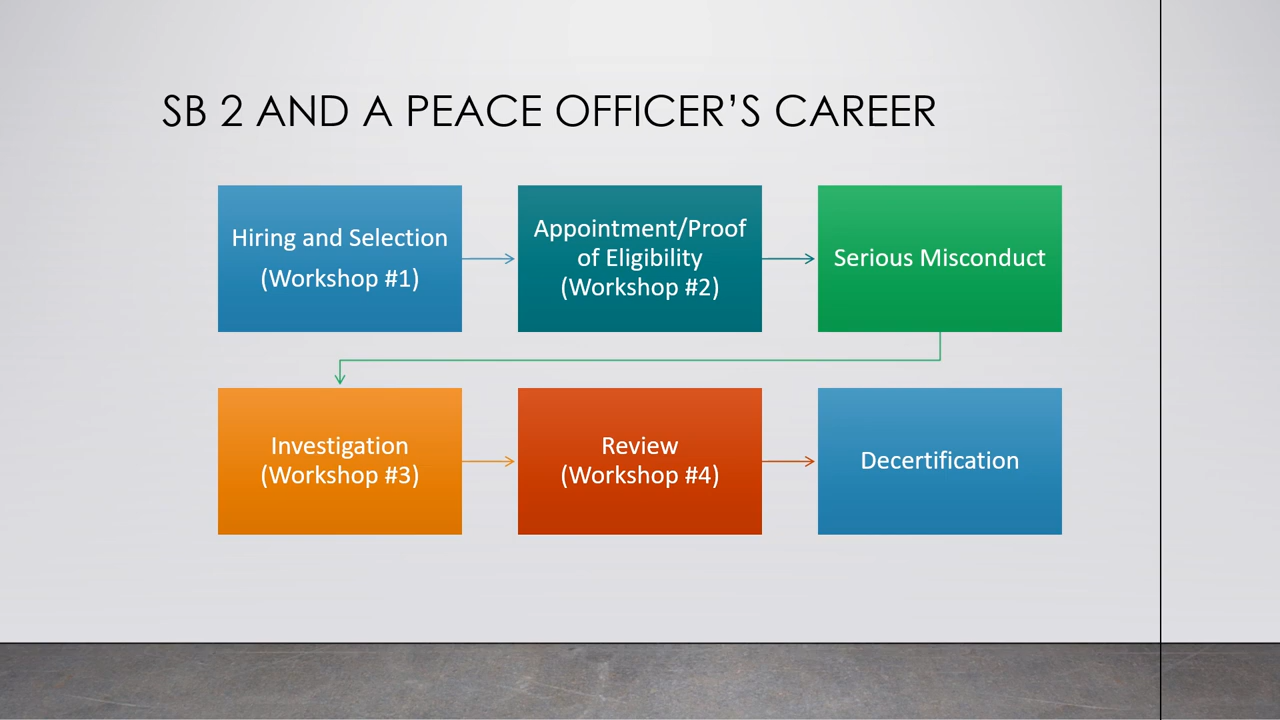 SB 2 AND A PEACE OFFICER’S CAREER
Hiring and Selection
(Workshop #1)
Appointment/Proof
of Eligibility
(Workshop #2)
Serious Misconduct
Investigation
(Workshop #3)
Review
(Workshop #4)
Decertification